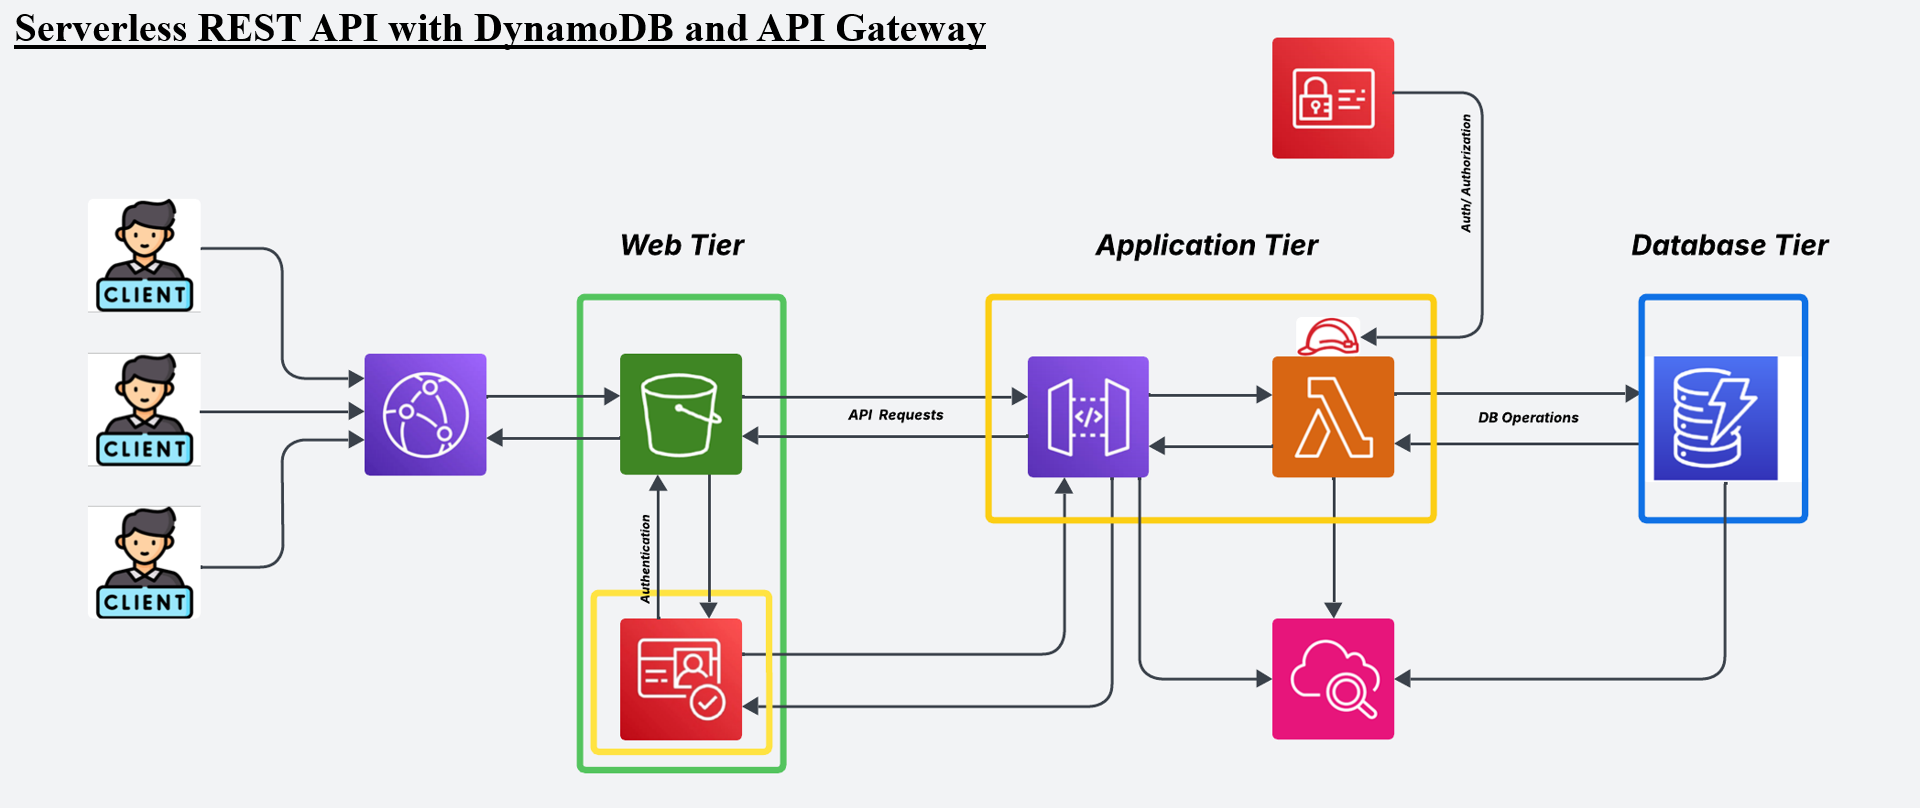 Serverless REST API with DynamoDB and API Gateway
Auth/ Authorization
Web Tier
Application Tier
Database Tier
CLIENT
CLIENT
CLIENT
API Requests
</>
DB Operations
Authentication